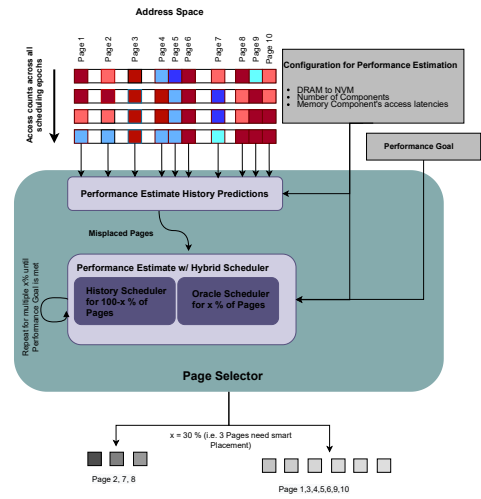 Address Space
Page 1
Page 2
Page 3
Page 4
Page 5
Page 6
Page 7
Page 8
Page 9
Page 10
Access counts across all
scheduling epochs
Configuration for Performance Estimation
• DRAM to NVM
• Number of Components
• Memory Component's access latencies
Performance Goal
Performance Estimate History Predictions
Misplaced Pages
Performance Estimate w/ Hybrid Scheduler
History Scheduler
for 100-x % of
Pages
Oracle Scheduler
for x % of Pages
Repeat for multiple x% until
Performance Goal is met
Page Selector
x = 30 % (i.e. 3 Pages need smart
Placement)
Page 2, 7, 8
Page 1,3,4,5,6,9,10